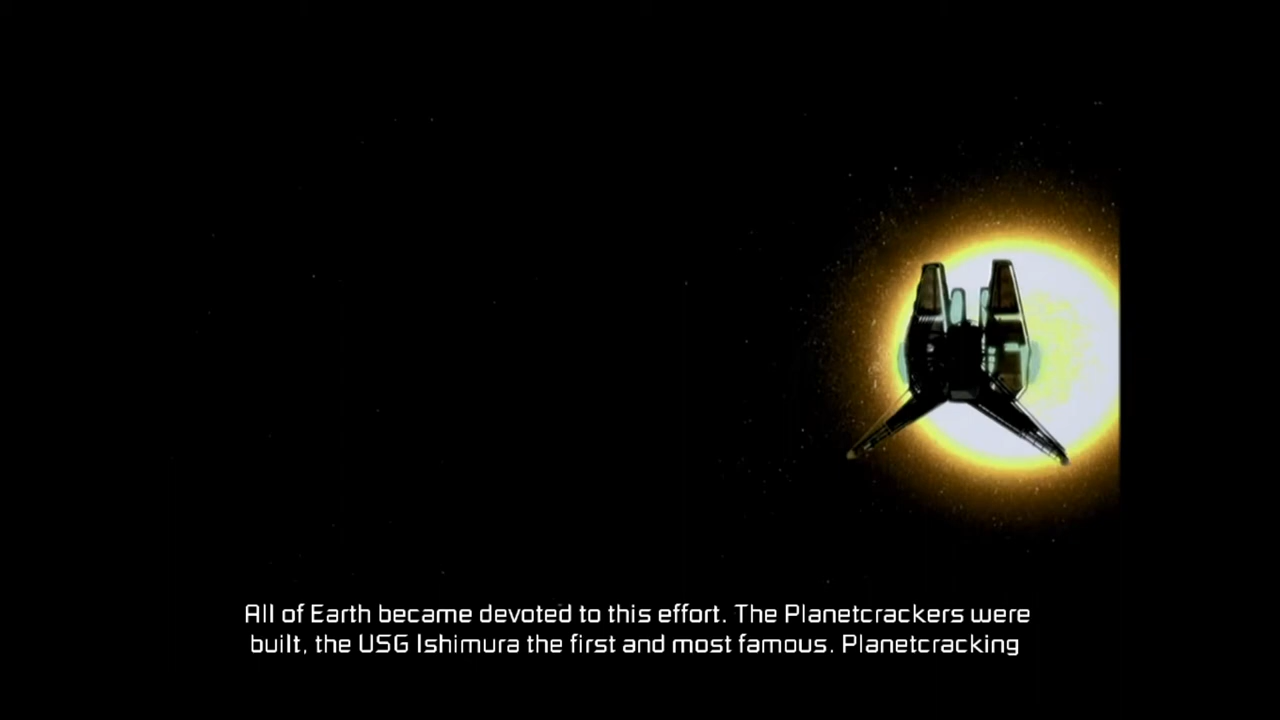 All of Earth became devoted to this effort. The Planetcrackers were
built, the USG Ishimura the first and most famous. Planetcracking